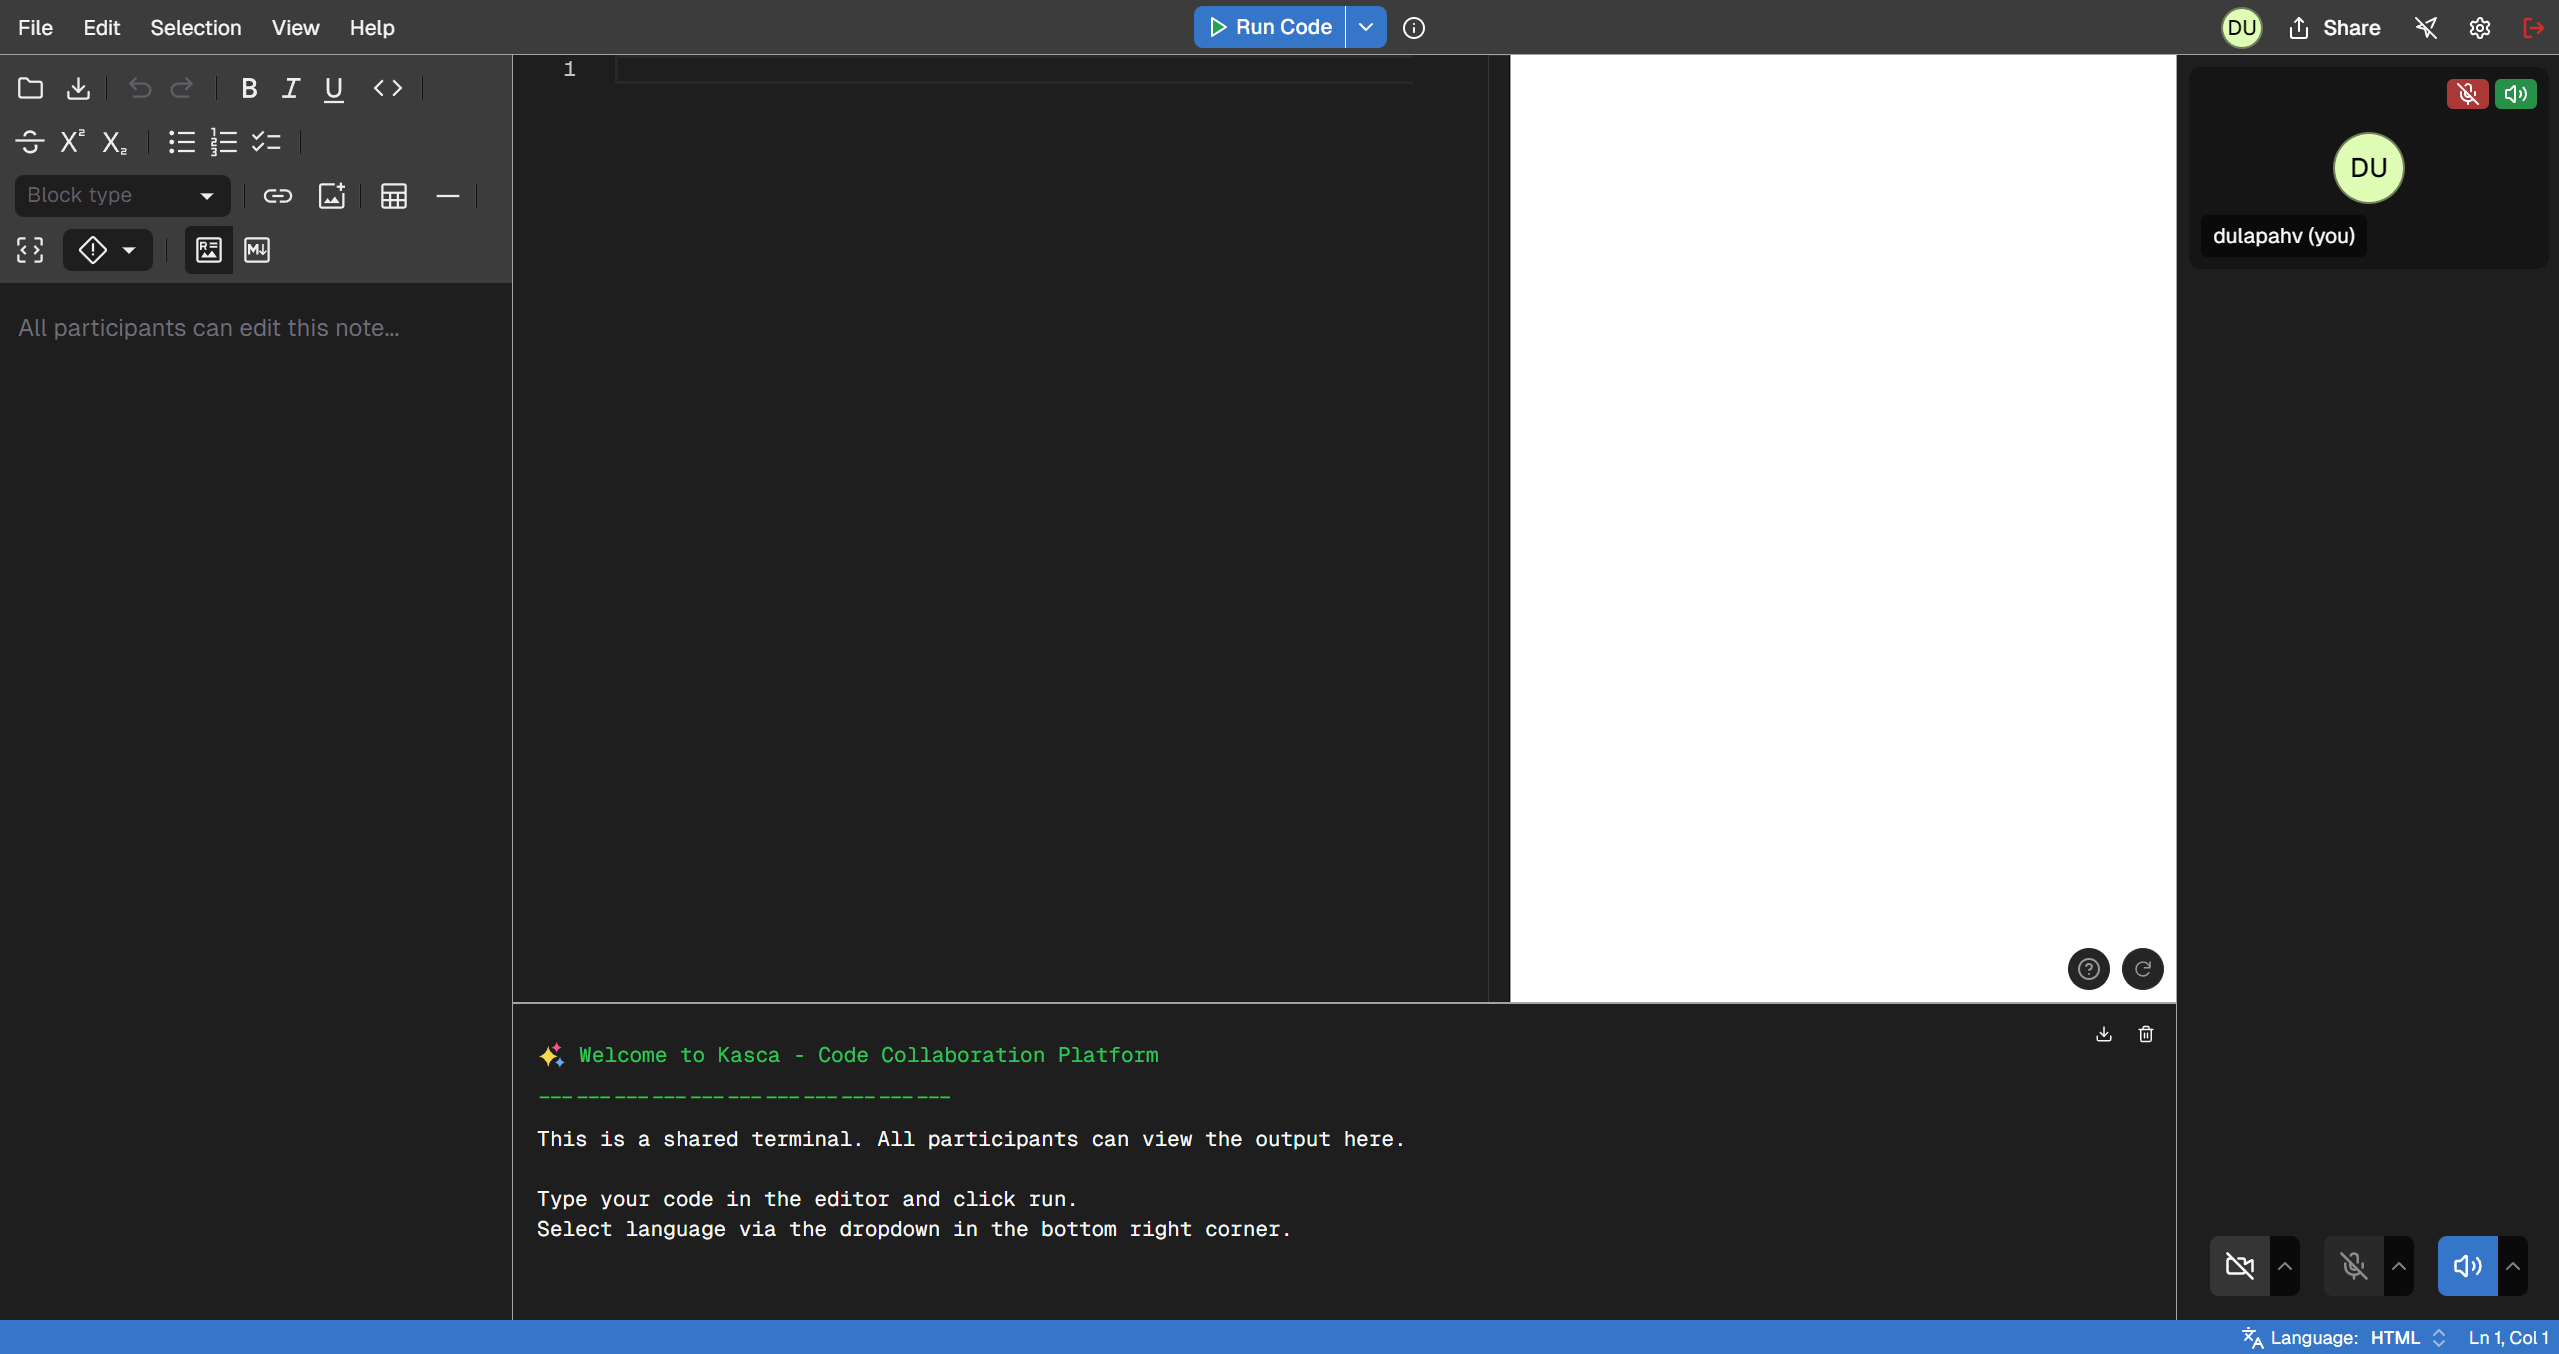 File Edit Selection View Help
Run Code
DU Share
B I U
X² X₂
Block type
All participants can edit this note...
1
DU
dulapahv (you)
✨ Welcome to Kasca - Code Collaboration Platform
---------------------------------
This is a shared terminal. All participants can view the output here.
Type your code in the editor and click run.
Select language via the dropdown in the bottom right corner.
Language: HTML Ln 1, Col 1